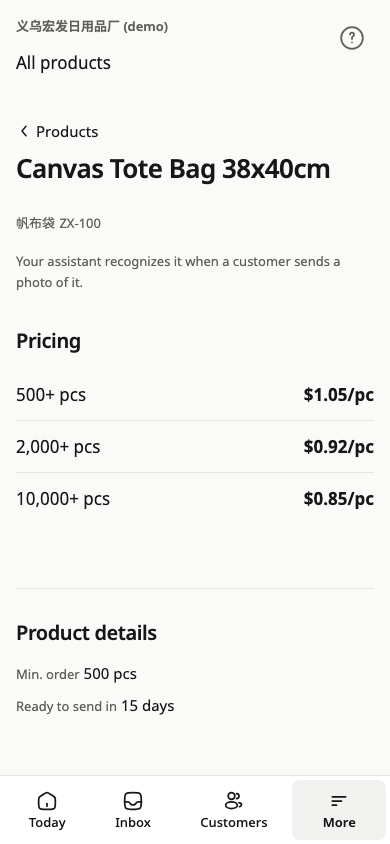 义乌宏发日用品厂 (demo)
All products
Products
Canvas Tote Bag 38x40cm
帆布袋 ZX-100
Your assistant recognizes it when a customer sends a
photo of it.
Pricing
500+ pcs $1.05/pc
2,000+ pcs $0.92/pc
10,000+ pcs $0.85/pc
Product details
Min. order 500 pcs
Ready to send in 15 days
Today Inbox Customers More